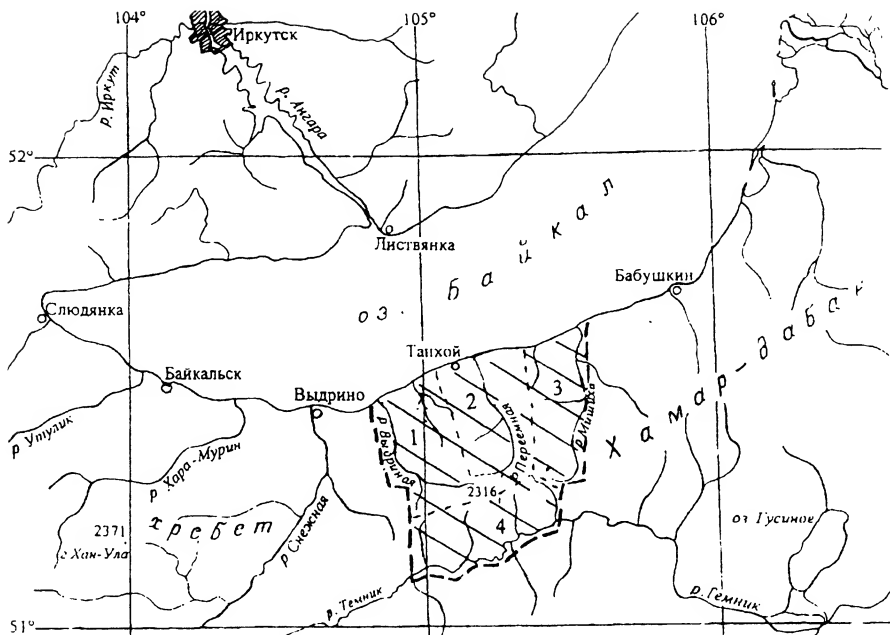 104°
105°
106°
Иркутск
р. Иркут
р. Ангара
52°
Листвянка
оз. Байкал
Бабушкин
Слюдянка
Танхой
Байкальск
Выдрино
1
2
3
4
р Выдриная
р Переемная
р Мишиха
Хамар-дабан
р Утулик
р Хара-Мурин
р Снежная
2316
2371
г Хан-Ула
хребет
оз Гусиное
р. Темник
р. Темник
51°